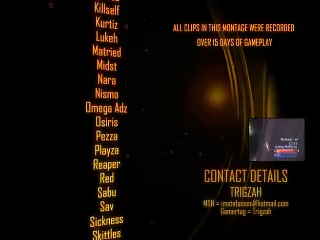 Killself
Kurtiz
Lukeh
Matried
Midst
Nara
Nismo
Omega Adz
Osiris
Pezza
Playza
Reaper
Red
Sabu
Sav
Sickness
Skittles
ALL CLIPS IN THIS MONTAGE WERE RECORDED
OVER 15 DAYS OF GAMEPLAY
CONTACT DETAILS
TRIGZAH
MSN =
Gamertag = Trigzah